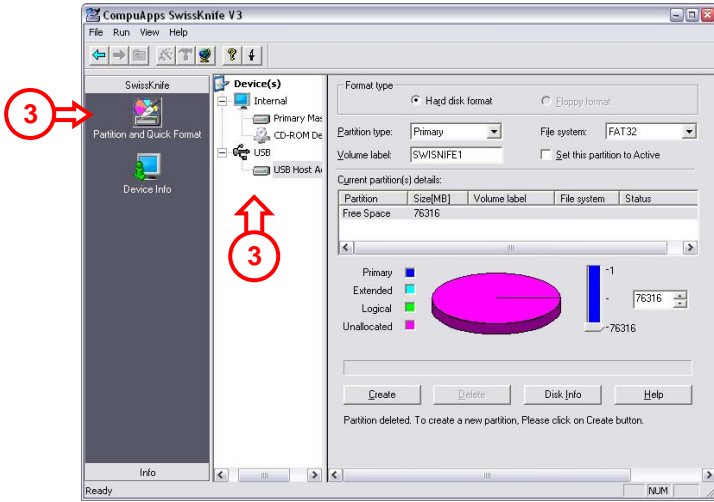 CompuApps SwissKnife V3
File Run View Help
SwissKnife
Partition and Quick Format
Device Info
Info
3
3
Device(s)
Internal
Primary Mas
CD-ROM De
USB
USB Host A
Format type
Hard disk format
Floppy format
Partition type:
Primary
File system:
FAT32
Volume label:
SWISNIFE1
Set this partition to Active
Current partition(s) details:
Partition Size[MB] Volume label File system Status
Free Space 76316
Primary
Extended
Logical
Unallocated
-1
-
-76316
76316
Create Delete Disk Info Help
Partition deleted. To create a new partition, Please click on Create button.
Ready
NUM